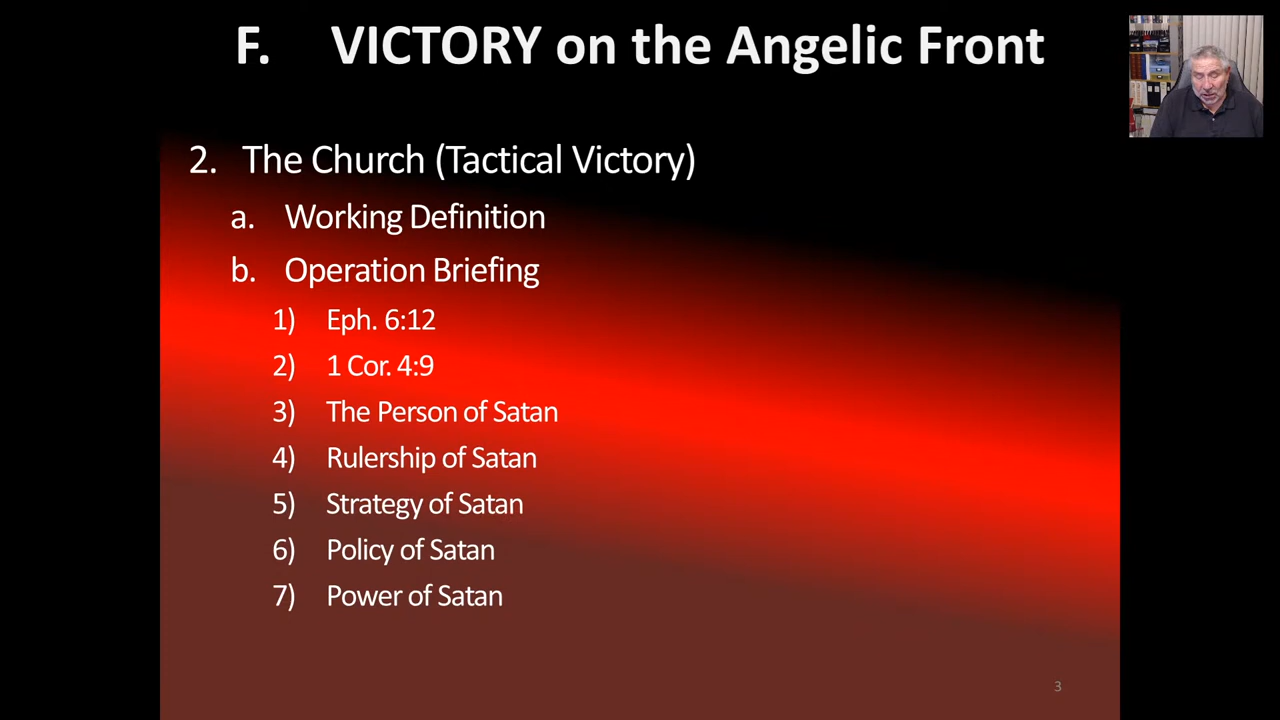 F. VICTORY on the Angelic Front
2. The Church (Tactical Victory)
a. Working Definition
b. Operation Briefing
1) Eph. 6:12
2) 1 Cor. 4:9
3) The Person of Satan
4) Rulership of Satan
5) Strategy of Satan
6) Policy of Satan
7) Power of Satan
3